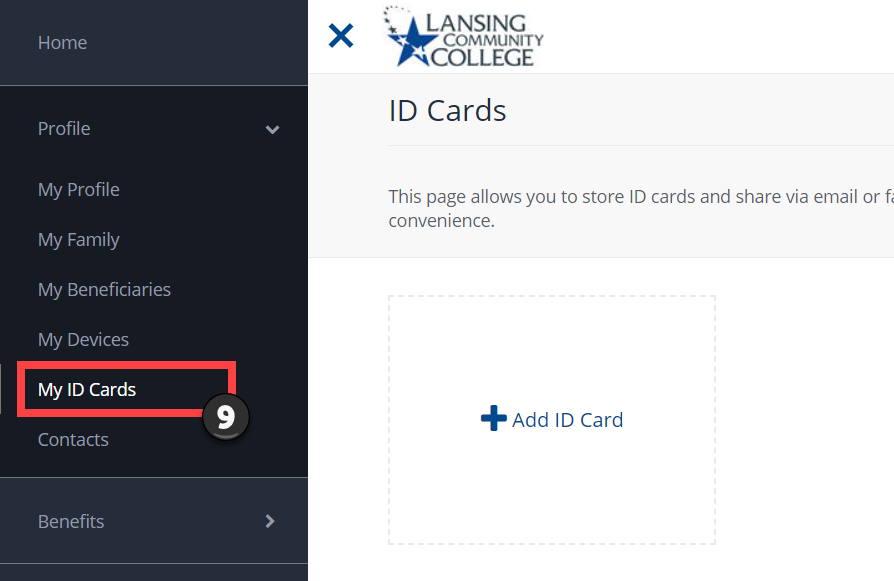 Home
Profile
My Profile
My Family
My Beneficiaries
My Devices
My ID Cards
9
Contacts
Benefits
LANSING
COMMUNITY
COLLEGE
ID Cards
This page allows you to store ID cards and share via email or
convenience.
Add ID Card